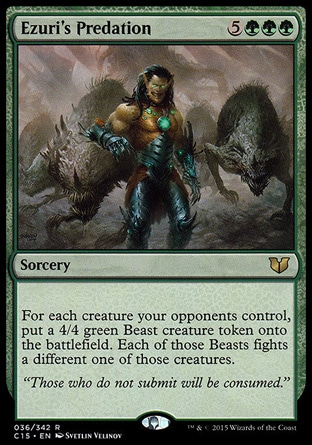 Ezuri's Predation 5
Sorcery
For each creature your opponents control,
put a 4/4 green Beast creature token onto
the battlefield. Each of those Beasts fights
a different one of those creatures.
“Those who do not submit will be consumed.”
036/342 R
C15 • EN Svetlin Velinov
™ & © 2015 Wizards of the Coast